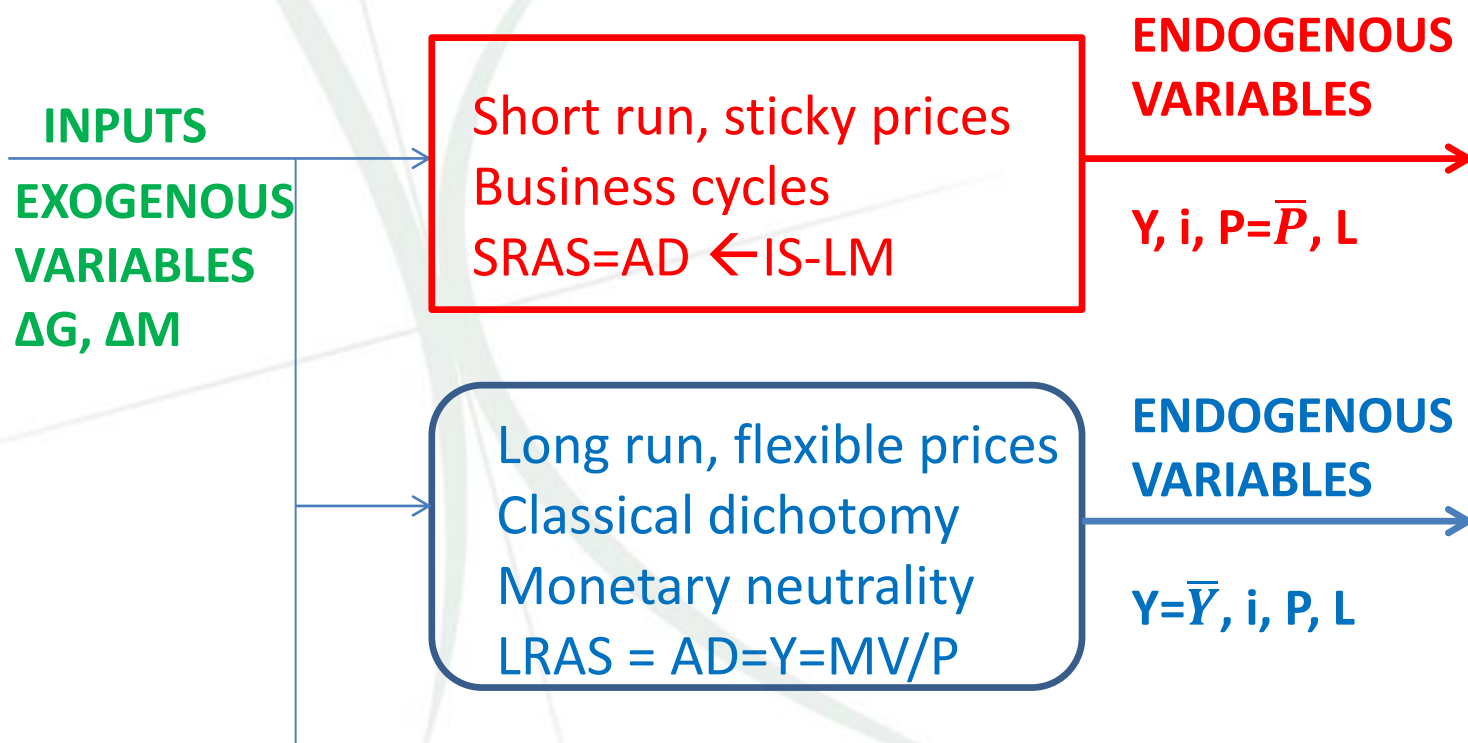 INPUTS
EXOGENOUS
VARIABLES
ΔG, ΔM
Short run, sticky prices
Business cycles
SRAS=AD ←IS-LM
ENDOGENOUS
VARIABLES
Y, i, P=P̅, L
Long run, flexible prices
Classical dichotomy
Monetary neutrality
LRAS = AD=Y=MV/P
ENDOGENOUS
VARIABLES
Y=Y̅, i, P, L